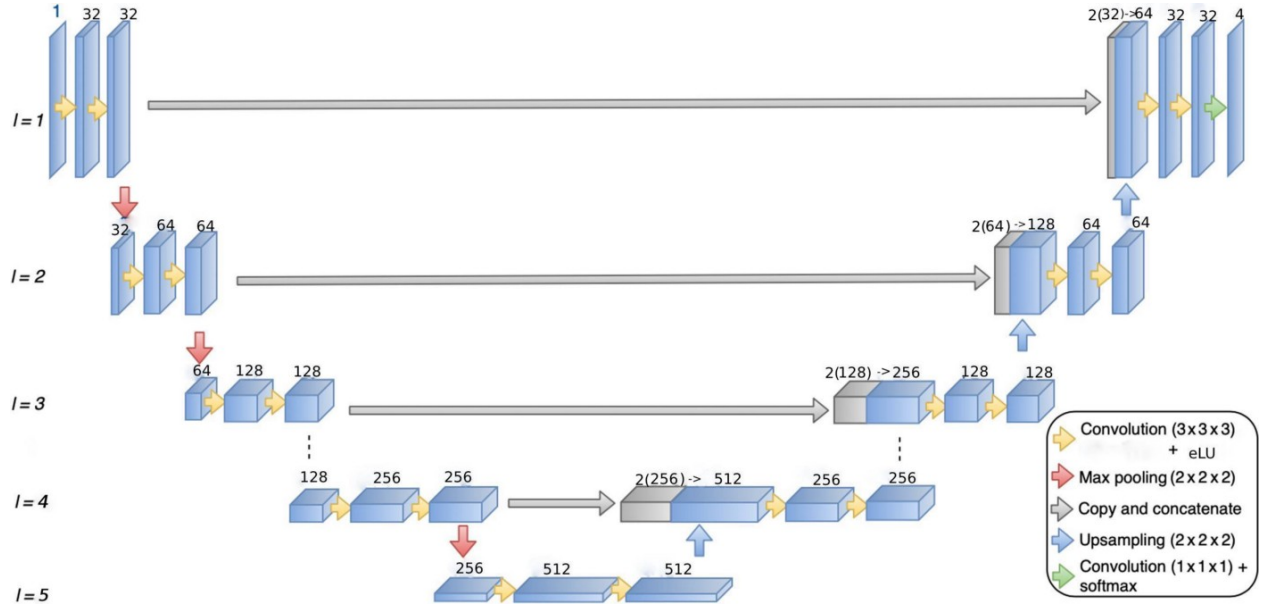 1 32 32
2(32)->64 32 32 4
l = 1
32 64 64
2(64) ->128 64 64
l = 2
64 128 128
2(128) ->256 128 128
l = 3
128 256 256
2(256) -> 512 256 256
l = 4
256 512 512
l = 5
Convolution (3x3x3)
+ eLU
Max pooling (2x2x2)
Copy and concatenate
Upsampling (2x2x2)
Convolution (1x1x1) +
softmax